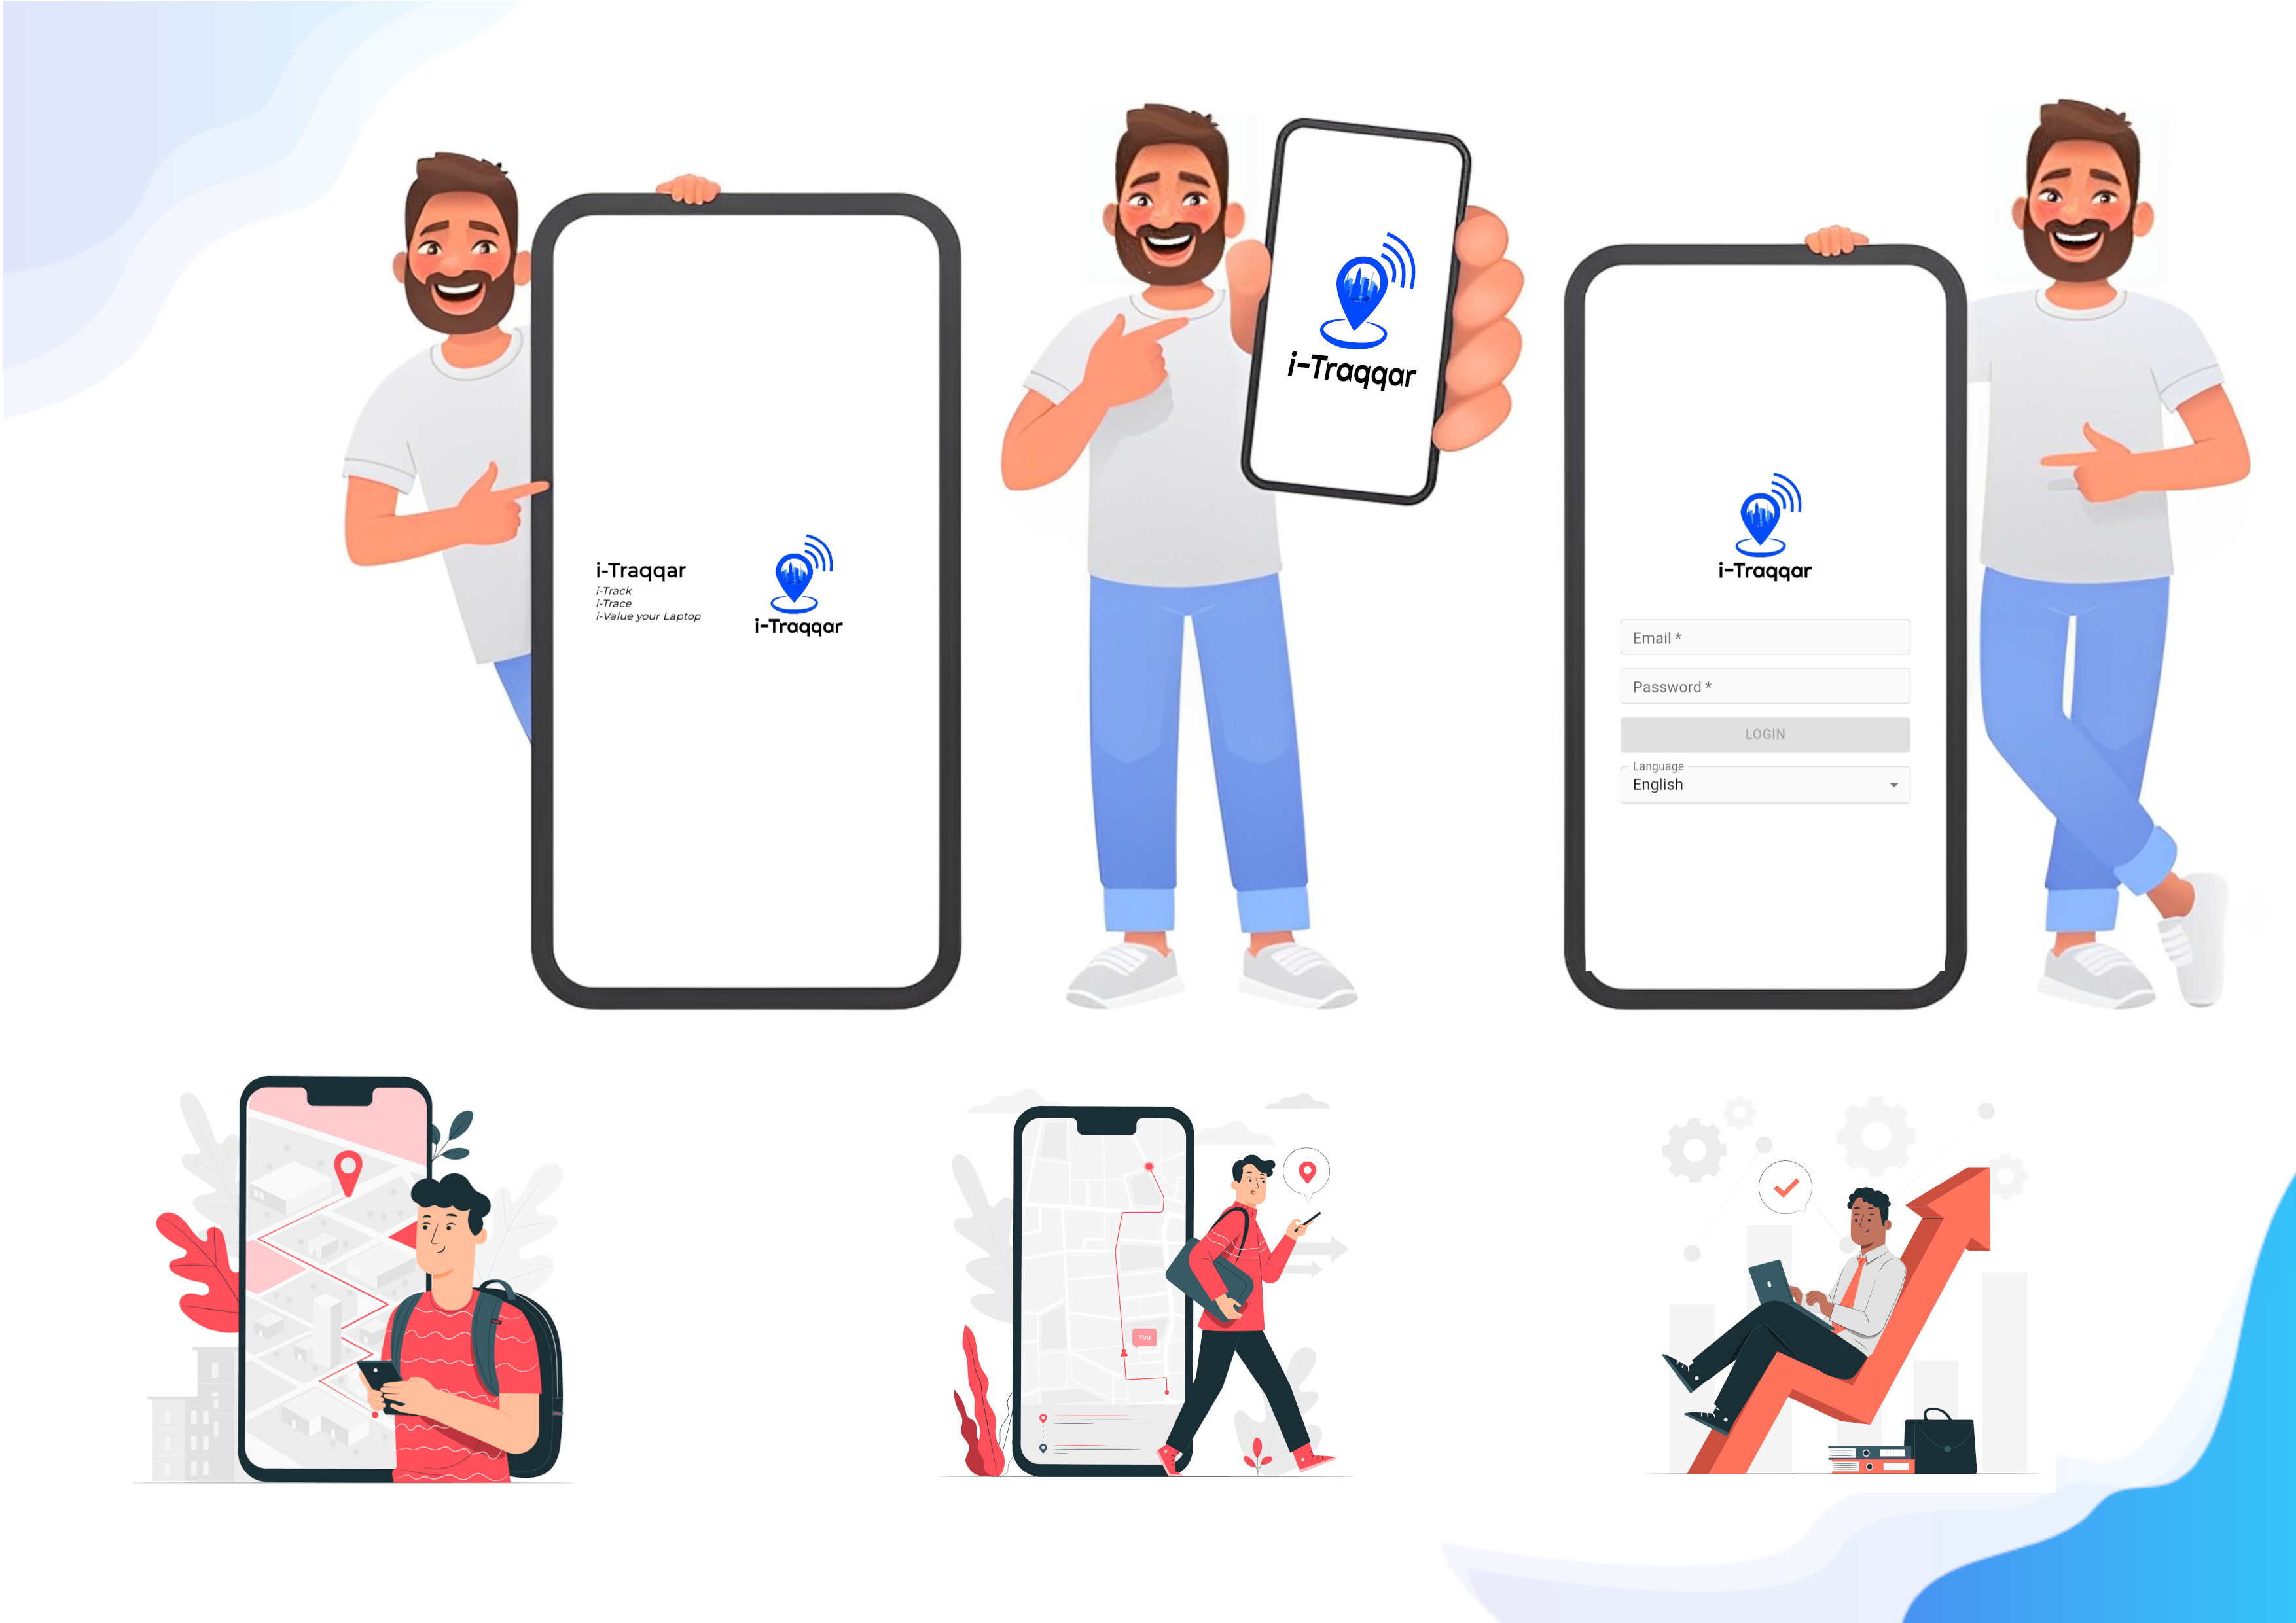 i-Traqqar
i-Track
i-Trace
i-Value your Laptop
i-Traqqar
i-Traqqar
i-Traqqar
Email *
Password *
LOGIN
Language
English
You